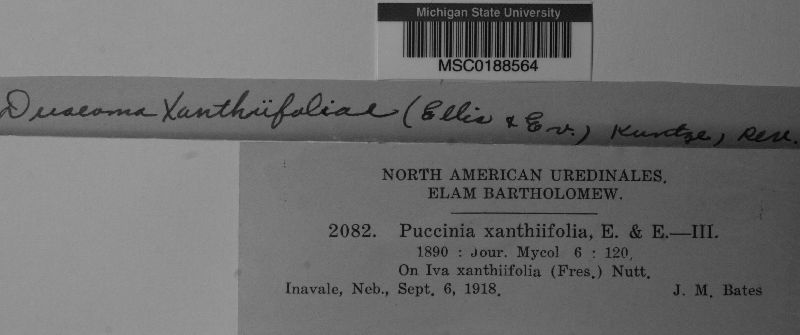 Michigan State University
MSC0188564
Dicaeoma Xanthiifoliae (Ellis & Ev.) Kuntze, Rev.
NORTH AMERICAN UREDINALES.
ELAM BARTHOLOMEW.
2082. Puccinia xanthiifolia, E. & E.—III.
1890 : Jour. Mycol 6 : 120.
On Iva xanthiifolia (Fres.) Nutt.
Inavale, Neb., Sept. 6, 1918. J. M. Bates